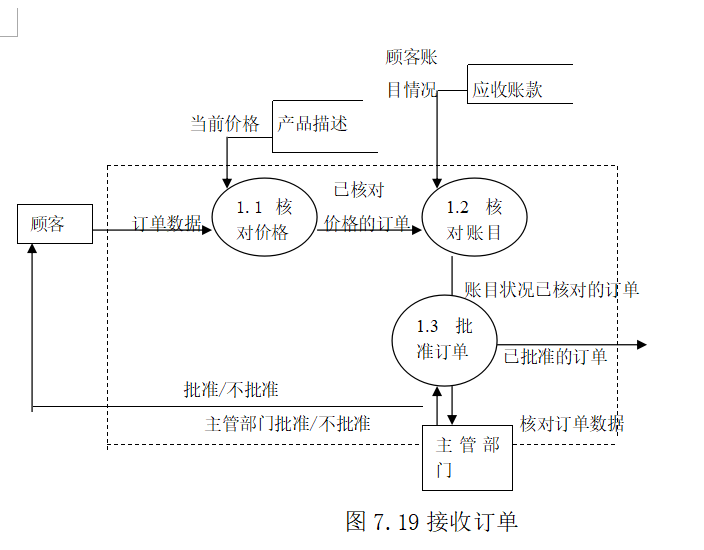 顾客账
目情况
应收账款
当前价格
产品描述
已核对
价格的订单
顾客
订单数据
1.1 核
对价格
1.2 核
对账目
账目状况已核对的订单
1.3 批
准订单
已批准的订单
批准/不批准
主管部门批准/不批准
核对订单数据
主管部
门
图 7.19 接收订单